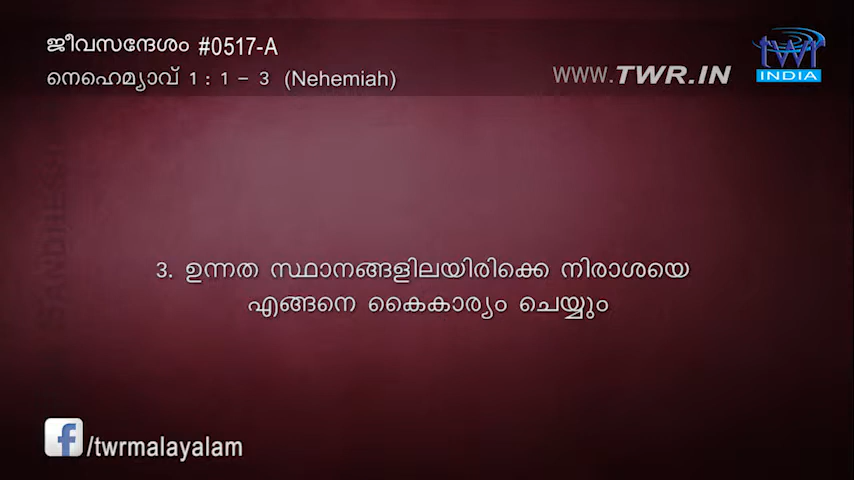 ജീവസന്ദേശം #0517-A
നെഹെമ്യാവ് 1 : 1 - 3 (Nehemiah)
WWW.TWR.IN
twr
INDIA
3. ഉന്നത സ്ഥാനങ്ങളിലയിരിക്കെ നിരാശയെ
എങ്ങനെ കൈകാര്യം ചെയ്യും
f/twrmalayalam